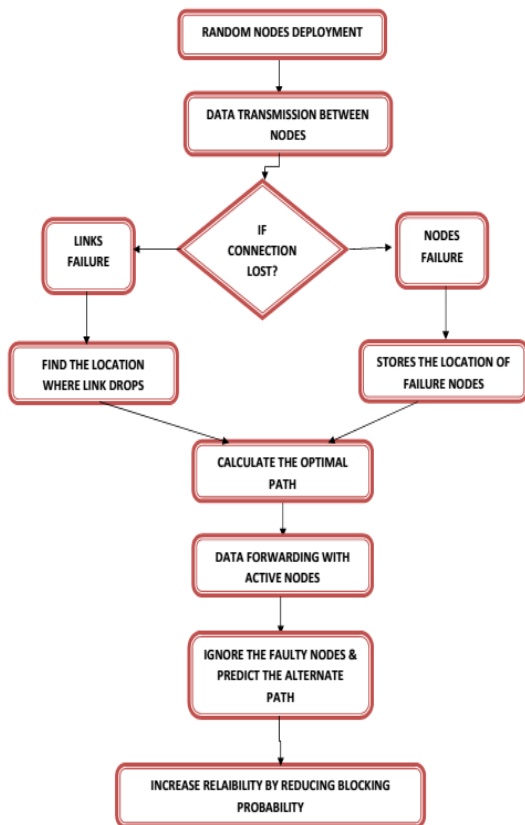 RANDOM NODES DEPLOYMENT
DATA TRANSMISSION BETWEEN
NODES
IF
CONNECTION
LOST?
LINKS
FAILURE
NODES
FAILURE
FIND THE LOCATION
WHERE LINK DROPS
STORES THE LOCATION OF
FAILURE NODES
CALCULATE THE OPTIMAL
PATH
DATA FORWARDING WITH
ACTIVE NODES
IGNORE THE FAULTY NODES &
PREDICT THE ALTERNATE
PATH
INCREASE RELAIBILITY BY REDUCING BLOCKING
PROBABILITY